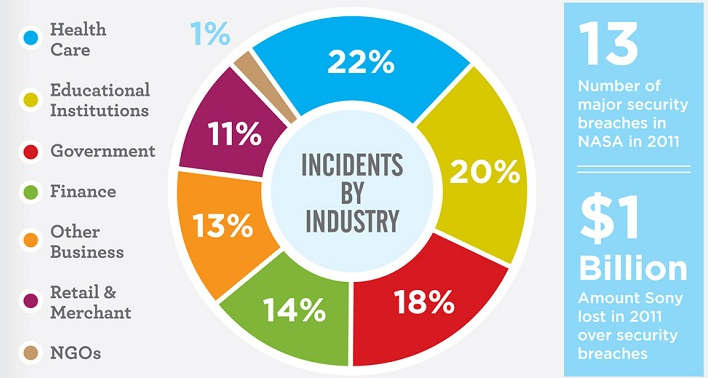 Health
Care
Educational
Institutions
Government
Finance
Other
Business
Retail &
Merchant
NGOs
1%
22%
20%
18%
14%
13%
11%
INCIDENTS
BY
INDUSTRY
13
Number of
major security
breaches in
NASA in 2011
$1
Billion
Amount Sony
lost in 2011
over security
breaches